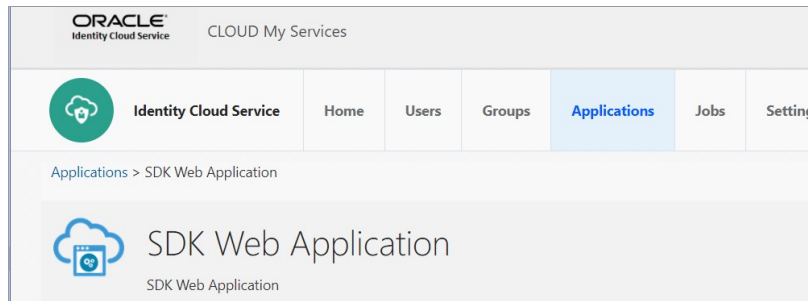 ORACLE
Identity Cloud Service
CLOUD My Services
Identity Cloud Service Home Users Groups Applications Jobs Setting
Applications > SDK Web Application
SDK Web Application
SDK Web Application